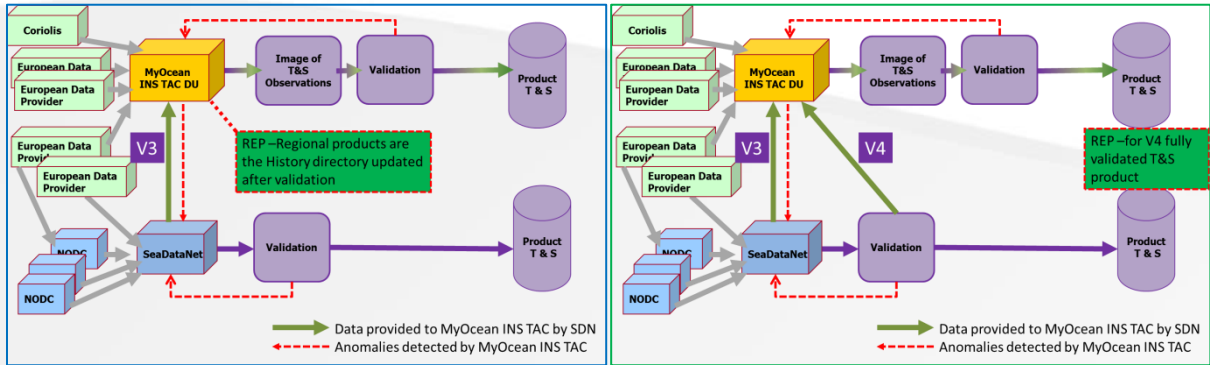 Coriolis
European Data
Provider
European Data
Provider
MyOcean
INS TAC DU
Image of
T&S
Observations
Validation
Product
T & S
European Data
Provid
European Data
Provider
V3
REP –Regional products are
the History directory updated
after validation
NODC
NODC
SeaDataNet
Validation
Product
T & S
Data provided to MyOcean INS TAC by SDN
Anomalies detected by MyOcean INS TAC
Coriolis
European Data
Provider
European Data
Provider
MyOcean
INS TAC DU
Image of
T&S
Observations
Validation
Product
T & S
European Data
Provid
European Data
Provider
V3
V4
REP –for V4 fully
validated T&S
product
NODC
NODC
SeaDataNet
Validation
Product
T & S
Data provided to MyOcean INS TAC by SDN
Anomalies detected by MyOcean INS TAC